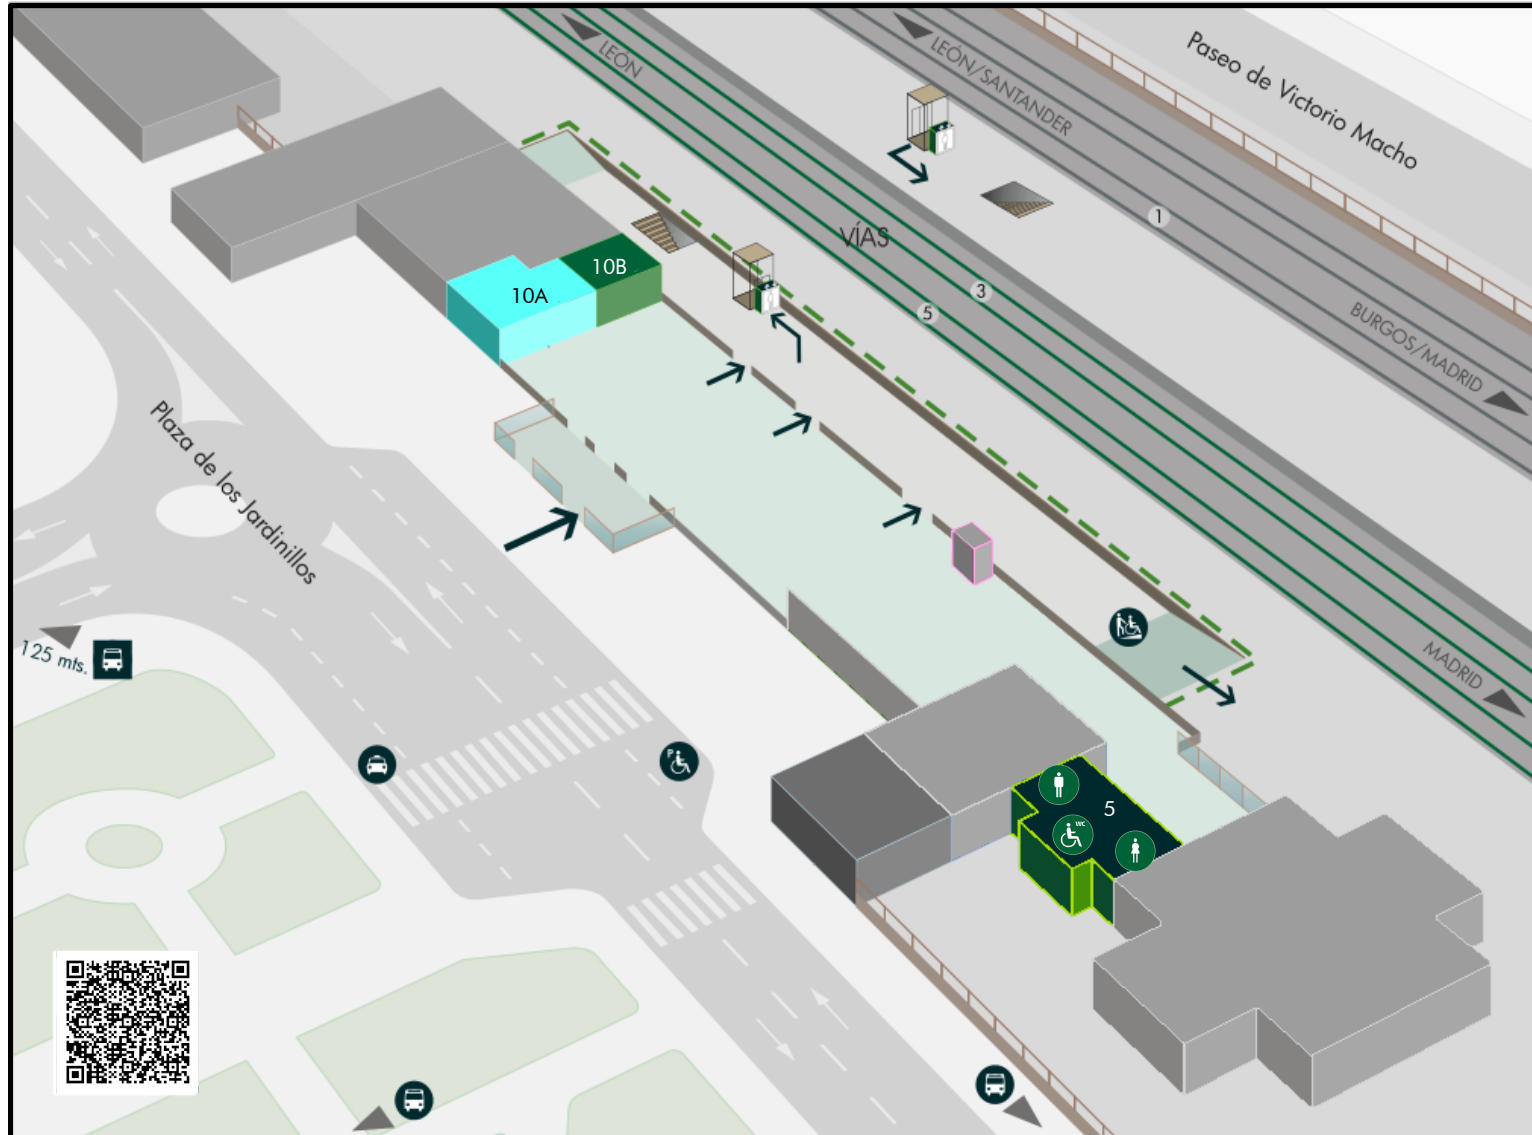 Paseo de Victorio Macho
LEÓN
LEÓN/SANTANDER
1
VÍAS
10B
10A
3
5
BURGOS/MADRID
Plaza de los Jardinillos
125 mts.
MADRID
P
5
WC